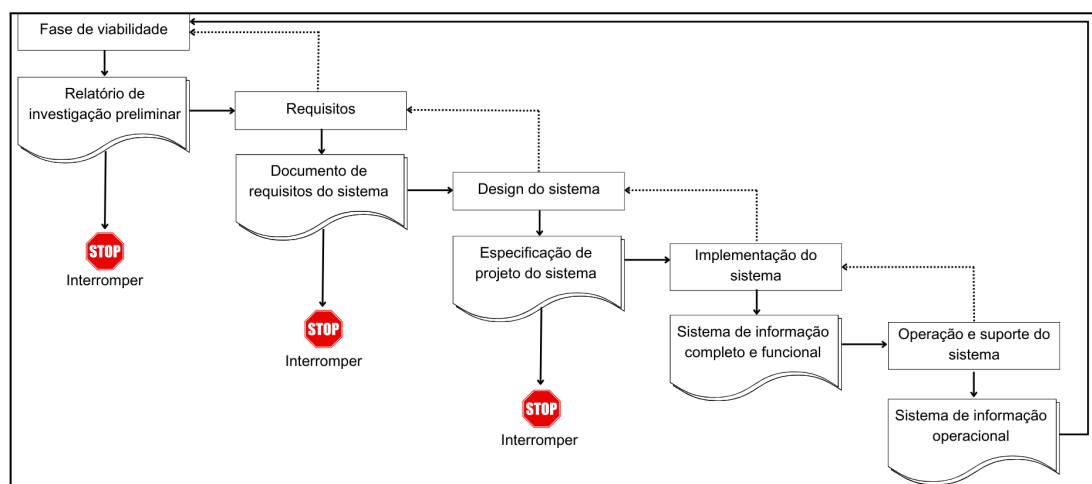 Fase de viabilidade
Relatório de
investigação preliminar
Requisitos
Documento de
requisitos do sistema
Design do sistema
STOP
Interromper
Especificação de
projeto do sistema
Implementação do
sistema
STOP
Interromper
Sistema de informação
completo e funcional
Operação e suporte do
sistema
STOP
Interromper
Sistema de informação
operacional